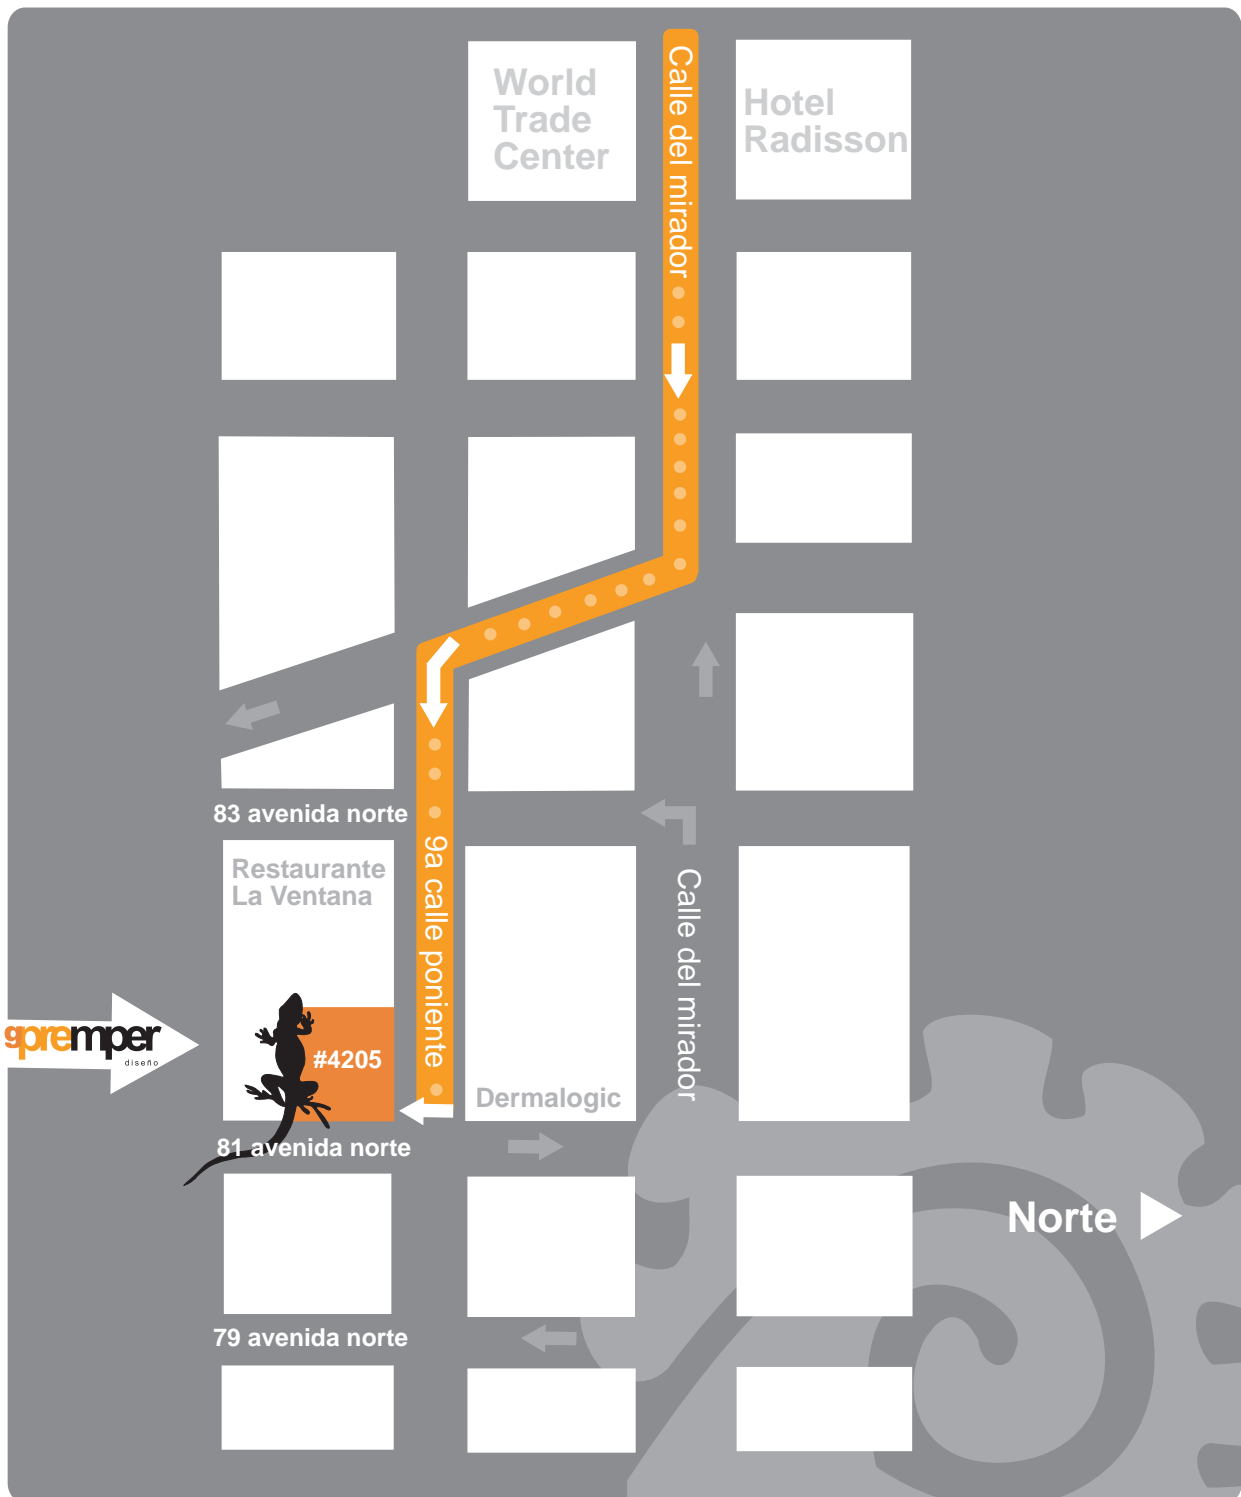 World
Trade
Center
Calle del mirador
Hotel
Radisson
83 avenida norte
Restaurante
La Ventana
9a calle poniente
Calle del mirador
gpremper
diseño
#4205
Dermalogic
81 avenida norte
Norte
79 avenida norte